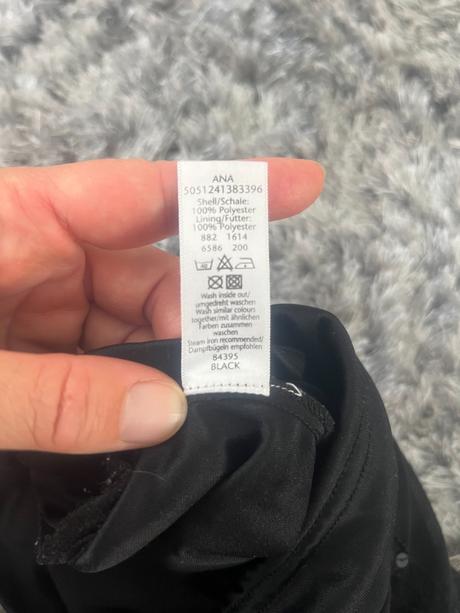 ANA
5051241383396
Shell/Schale:
100% Polyester
Lining/Futter:
100% Polyester
882 1614
6586 200
40
Wash inside out/
umgedreht waschen
Wash similar colours
together/mit ähnlichen
Farben zusammen
waschen
Steam iron recommended/
Dampfbügeln empfohlen
84395
BLACK